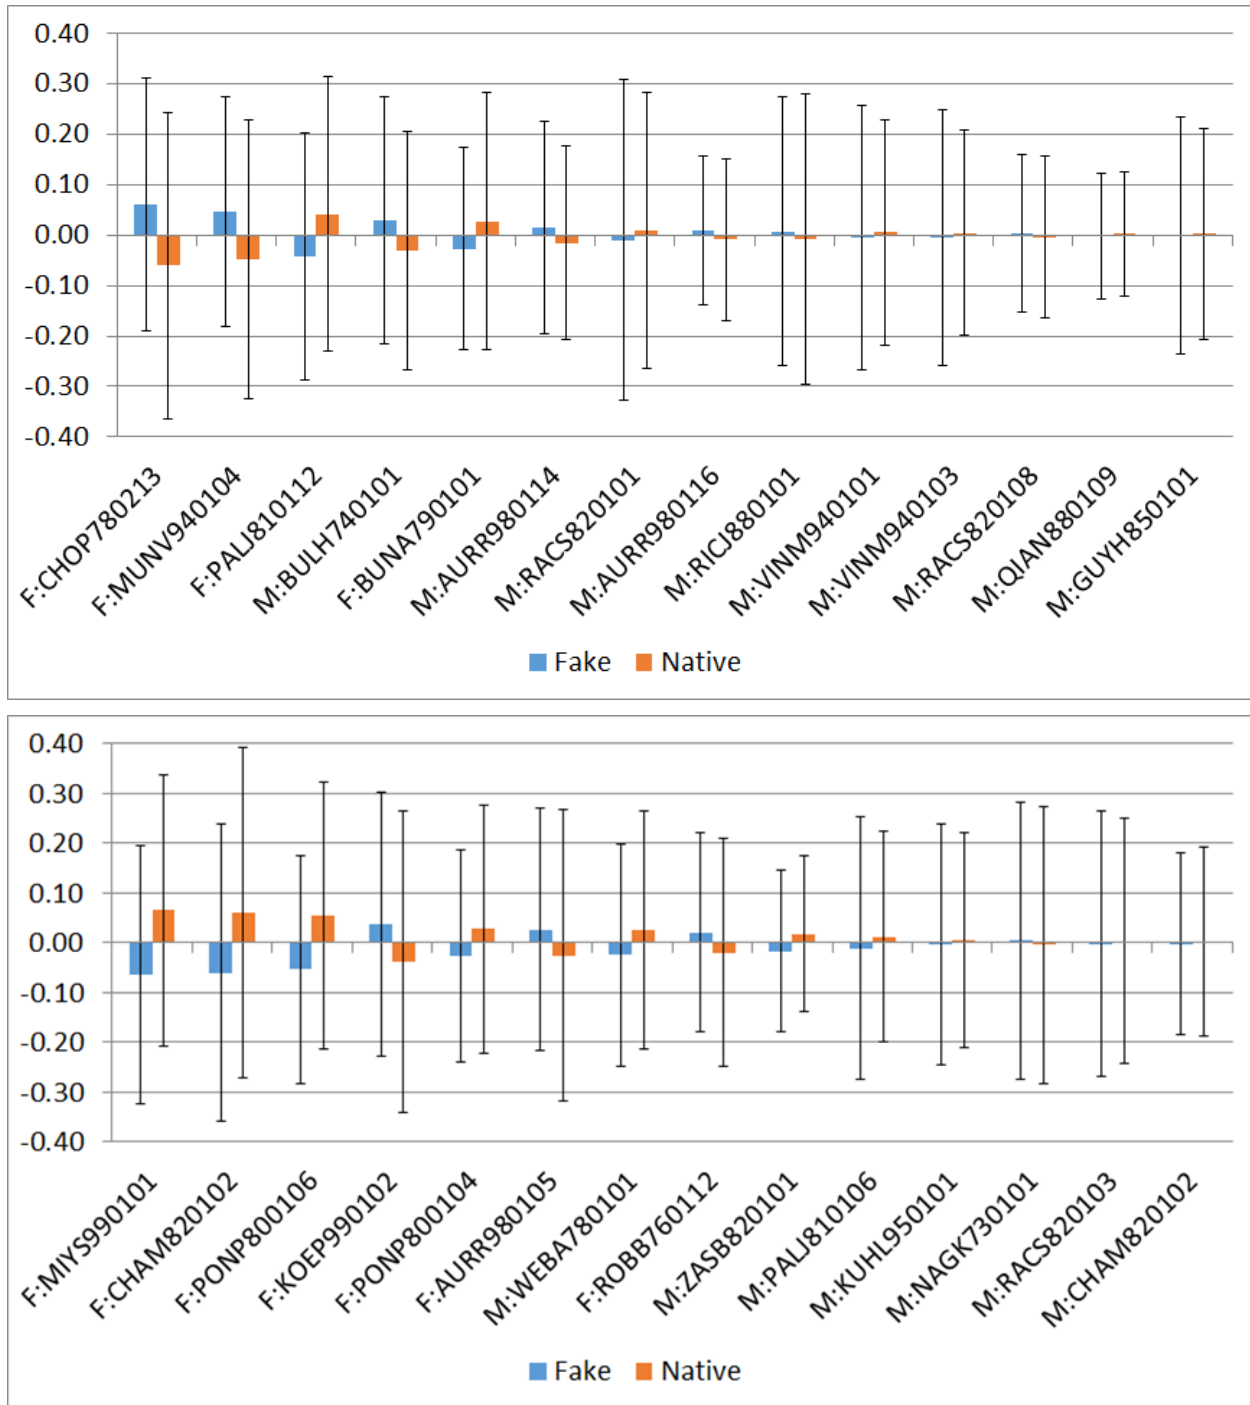 0.40
0.30
0.20
0.10
0.00
-0.10
-0.20
-0.30
-0.40
F:CHOP780213
F:MUNV940104
F:PALJ810112
M:BULH740101
F:BUNA790101
M:AURR980114
M:RACS820101
M:AURR980116
M:RICJ880101
M:VINM940101
M:VINM940103
M:RACS820108
M:QIAN880109
M:GUYH850101
Fake Native
0.40
0.30
0.20
0.10
0.00
-0.10
-0.20
-0.30
-0.40
F:MIYS990101
F:CHAM820102
F:PONP800106
F:KOEP990102
F:PONP800104
F:AURR980105
M:WEBA780101
F:ROBB760112
M:ZASB820101
M:PALJ810106
M:KUHL950101
M:NAGK730101
M:RACS820103
M:CHAM820102
Fake Native